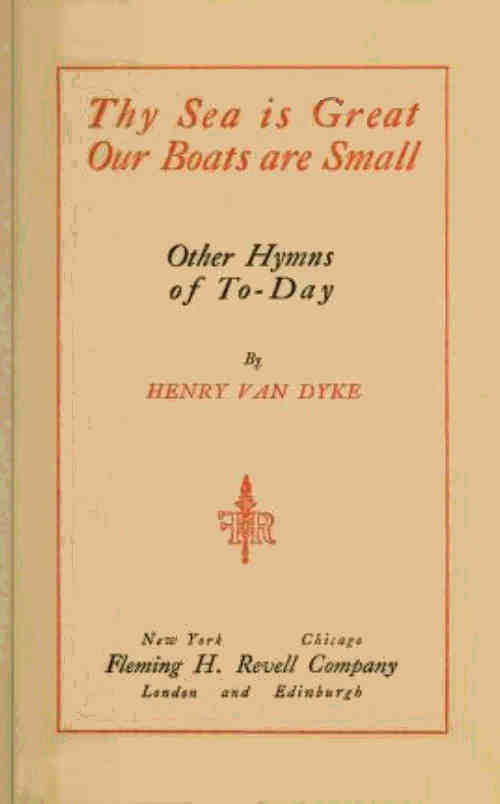 Thy Sea is Great
Our Boats are Small
Other Hymns
of To-Day
By
HENRY VAN DYKE
FHR
New York Chicago
Fleming H. Revell Company
London and Edinburgh